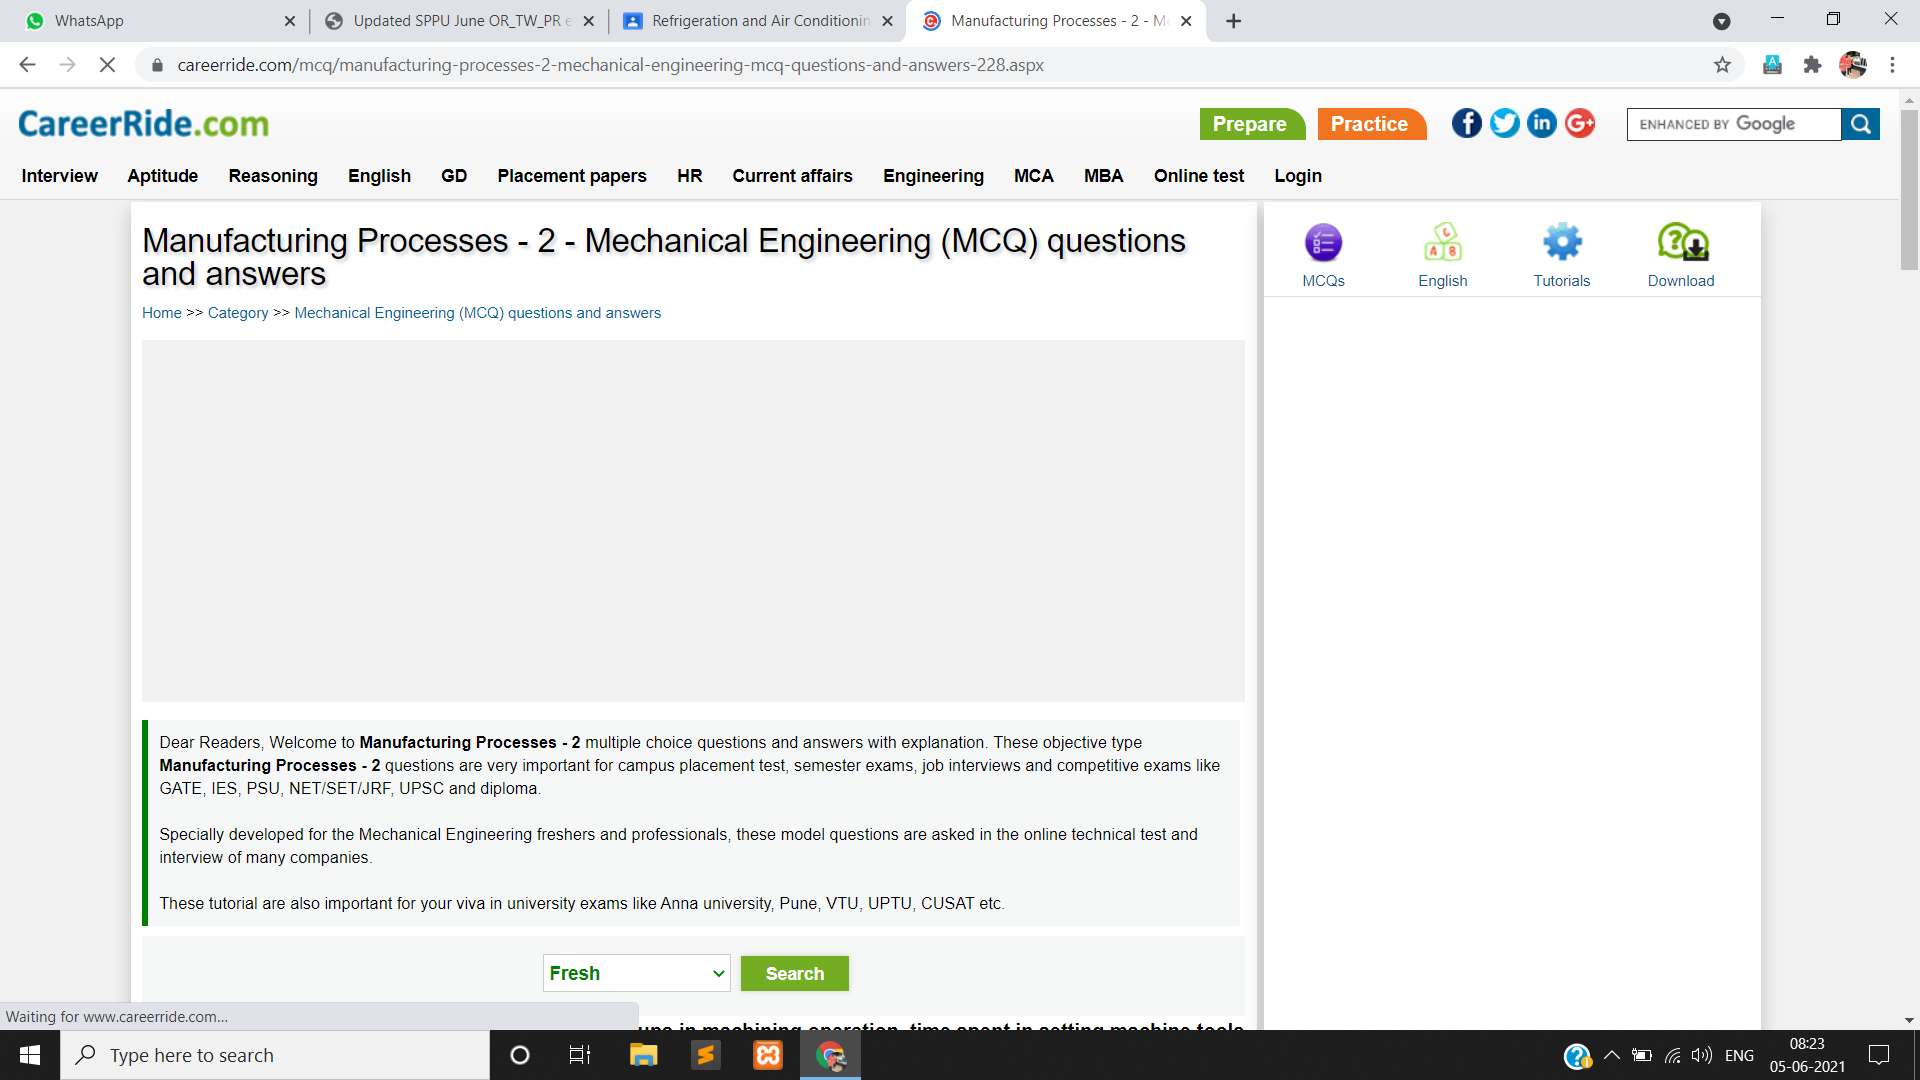 WhatsApp
Updated SPPU June OR_TW_PR e
Refrigeration and Air Conditionin
Manufacturing Processes - 2 - M
careerride.com/mcq/manufacturing-processes-2-mechanical-engineering-mcq-questions-and-answers-228.aspx
CareerRide.com
Prepare
Practice
ENHANCED BY Google
Interview Aptitude Reasoning English GD Placement papers HR Current affairs Engineering MCA MBA Online test Login
Manufacturing Processes - 2 - Mechanical Engineering (MCQ) questions
and answers
Home >> Category >> Mechanical Engineering (MCQ) questions and answers
MCQs
English
Tutorials
Download
Dear Readers, Welcome to Manufacturing Processes - 2 multiple choice questions and answers with explanation. These objective type
Manufacturing Processes - 2 questions are very important for campus placement test, semester exams, job interviews and competitive exams like
GATE, IES, PSU, NET/SET/JRF, UPSC and diploma.
Specially developed for the Mechanical Engineering freshers and professionals, these model questions are asked in the online technical test and
interview of many companies.
These tutorial are also important for your viva in university exams like Anna university, Pune, VTU, UPTU, CUSAT etc.
Fresh
Search
Waiting for www.careerride.com...
in machining operation, time spent in setting machine tools
Type here to search
ENG
08:23
05-06-2021